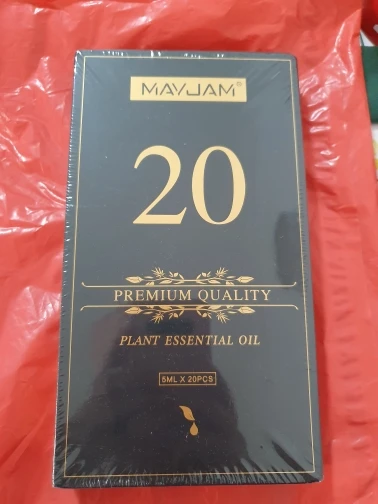 MAYJAM®
20
PREMIUM QUALITY
PLANT ESSENTIAL OIL
5ML X 20PCS